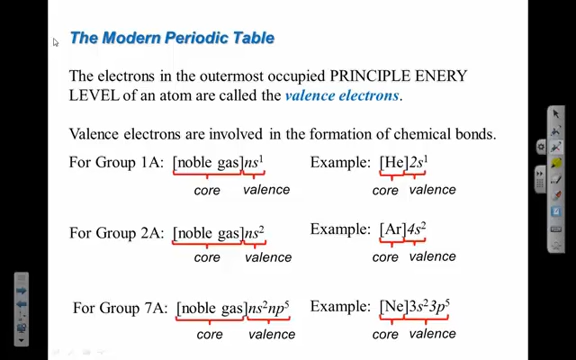 The Modern Periodic Table
The electrons in the outermost occupied PRINCIPLE ENERY
LEVEL of an atom are called the valence electrons.
Valence electrons are involved in the formation of chemical bonds.
For Group 1A: [noble gas]ns¹ Example: [He]2s¹
core valence core valence
For Group 2A: [noble gas]ns² Example: [Ar]4s²
core valence core valence
For Group 7A: [noble gas]ns²np⁵ Example: [Ne]3s²3p⁵
core valence core valence